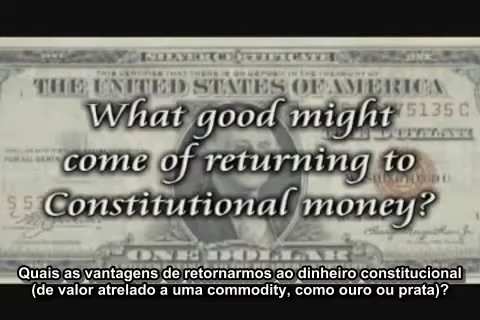 SILVER CERTIFICATE
THE UNITED STATES OF AMERICA
75135 C
What good might
come of returning to
Constitutional money?
ONE DOLLAR
Quais as vantagens de retornarmos ao dinheiro constitucional
(de valor atrelado a uma commodity, como ouro ou prata)?